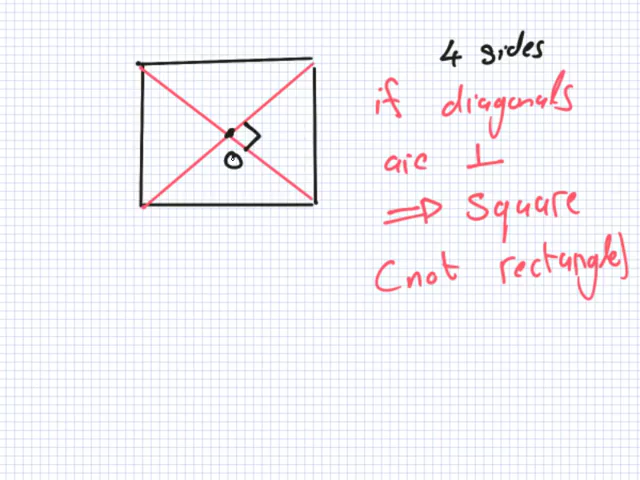 4 sides
if diagonals
are ⊥
⇒ square
(not rectangle)
O